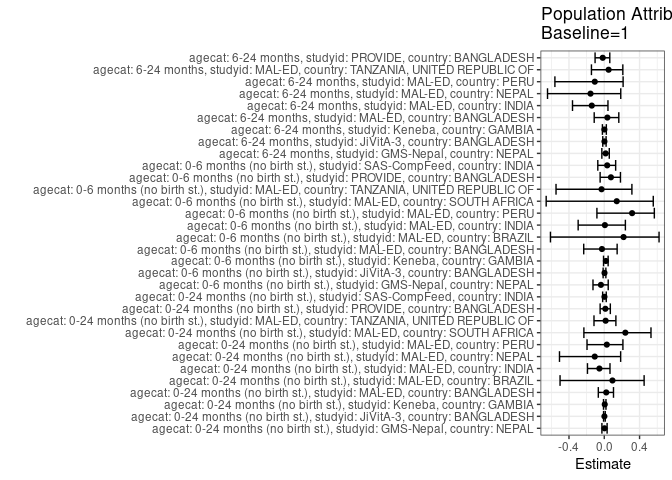 Population Attrib
Baseline=1
agecat: 6-24 months, studyid: PROVIDE, country: BANGLADESH
agecat: 6-24 months, studyid: MAL-ED, country: TANZANIA, UNITED REPUBLIC OF
agecat: 6-24 months, studyid: MAL-ED, country: PERU
agecat: 6-24 months, studyid: MAL-ED, country: NEPAL
agecat: 6-24 months, studyid: MAL-ED, country: INDIA
agecat: 6-24 months, studyid: MAL-ED, country: BANGLADESH
agecat: 6-24 months, studyid: Keneba, country: GAMBIA
agecat: 6-24 months, studyid: JiVitA-3, country: BANGLADESH
agecat: 6-24 months, studyid: GMS-Nepal, country: NEPAL
agecat: 0-6 months (no birth st.), studyid: SAS-CompFeed, country: INDIA
agecat: 0-6 months (no birth st.), studyid: PROVIDE, country: BANGLADESH
agecat: 0-6 months (no birth st.), studyid: MAL-ED, country: TANZANIA, UNITED REPUBLIC OF
agecat: 0-6 months (no birth st.), studyid: MAL-ED, country: SOUTH AFRICA
agecat: 0-6 months (no birth st.), studyid: MAL-ED, country: PERU
agecat: 0-6 months (no birth st.), studyid: MAL-ED, country: INDIA
agecat: 0-6 months (no birth st.), studyid: MAL-ED, country: BRAZIL
agecat: 0-6 months (no birth st.), studyid: MAL-ED, country: BANGLADESH
agecat: 0-6 months (no birth st.), studyid: Keneba, country: GAMBIA
agecat: 0-6 months (no birth st.), studyid: JiVitA-3, country: BANGLADESH
agecat: 0-6 months (no birth st.), studyid: GMS-Nepal, country: NEPAL
agecat: 0-24 months (no birth st.), studyid: SAS-CompFeed, country: INDIA
agecat: 0-24 months (no birth st.), studyid: PROVIDE, country: BANGLADESH
agecat: 0-24 months (no birth st.), studyid: MAL-ED, country: TANZANIA, UNITED REPUBLIC OF
agecat: 0-24 months (no birth st.), studyid: MAL-ED, country: SOUTH AFRICA
agecat: 0-24 months (no birth st.), studyid: MAL-ED, country: PERU
agecat: 0-24 months (no birth st.), studyid: MAL-ED, country: NEPAL
agecat: 0-24 months (no birth st.), studyid: MAL-ED, country: INDIA
agecat: 0-24 months (no birth st.), studyid: MAL-ED, country: BRAZIL
agecat: 0-24 months (no birth st.), studyid: MAL-ED, country: BANGLADESH
agecat: 0-24 months (no birth st.), studyid: Keneba, country: GAMBIA
agecat: 0-24 months (no birth st.), studyid: JiVitA-3, country: BANGLADESH
agecat: 0-24 months (no birth st.), studyid: GMS-Nepal, country: NEPAL
-0.4 0.0 0.4
Estimate